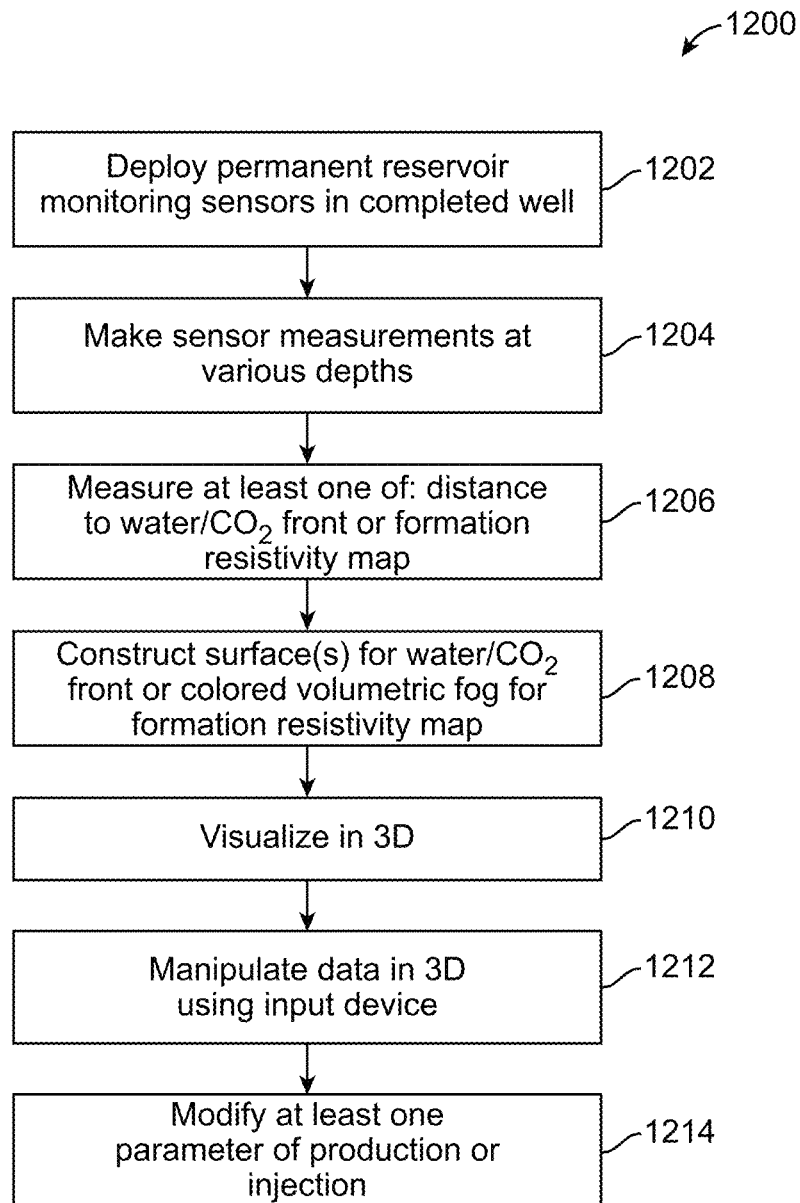 1200
Deploy permanent reservoir
monitoring sensors in completed well
1202
Make sensor measurements at
various depths
1204
Measure at least one of: distance
to water/CO₂ front or formation
resistivity map
1206
Construct surface(s) for water/CO₂
front or colored volumetric fog for
formation resistivity map
1208
Visualize in 3D
1210
Manipulate data in 3D
using input device
1212
Modify at least one
parameter of production or
injection
1214